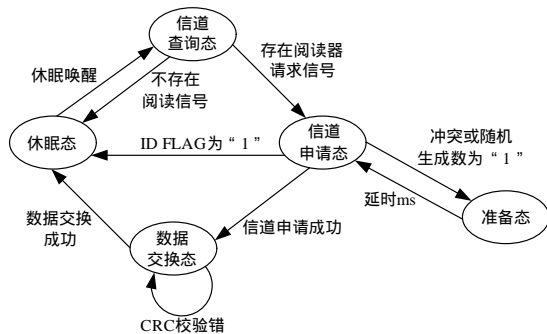 信道
查询态
休眠唤醒
不存在
阅读信号
存在阅读器
请求信号
休眠态
ID FLAG为“1”
信道
申请态
冲突或随机
生成数为“1”
延时ms
准备态
数据交换
成功
信道申请成功
数据
交换态
CRC校验错